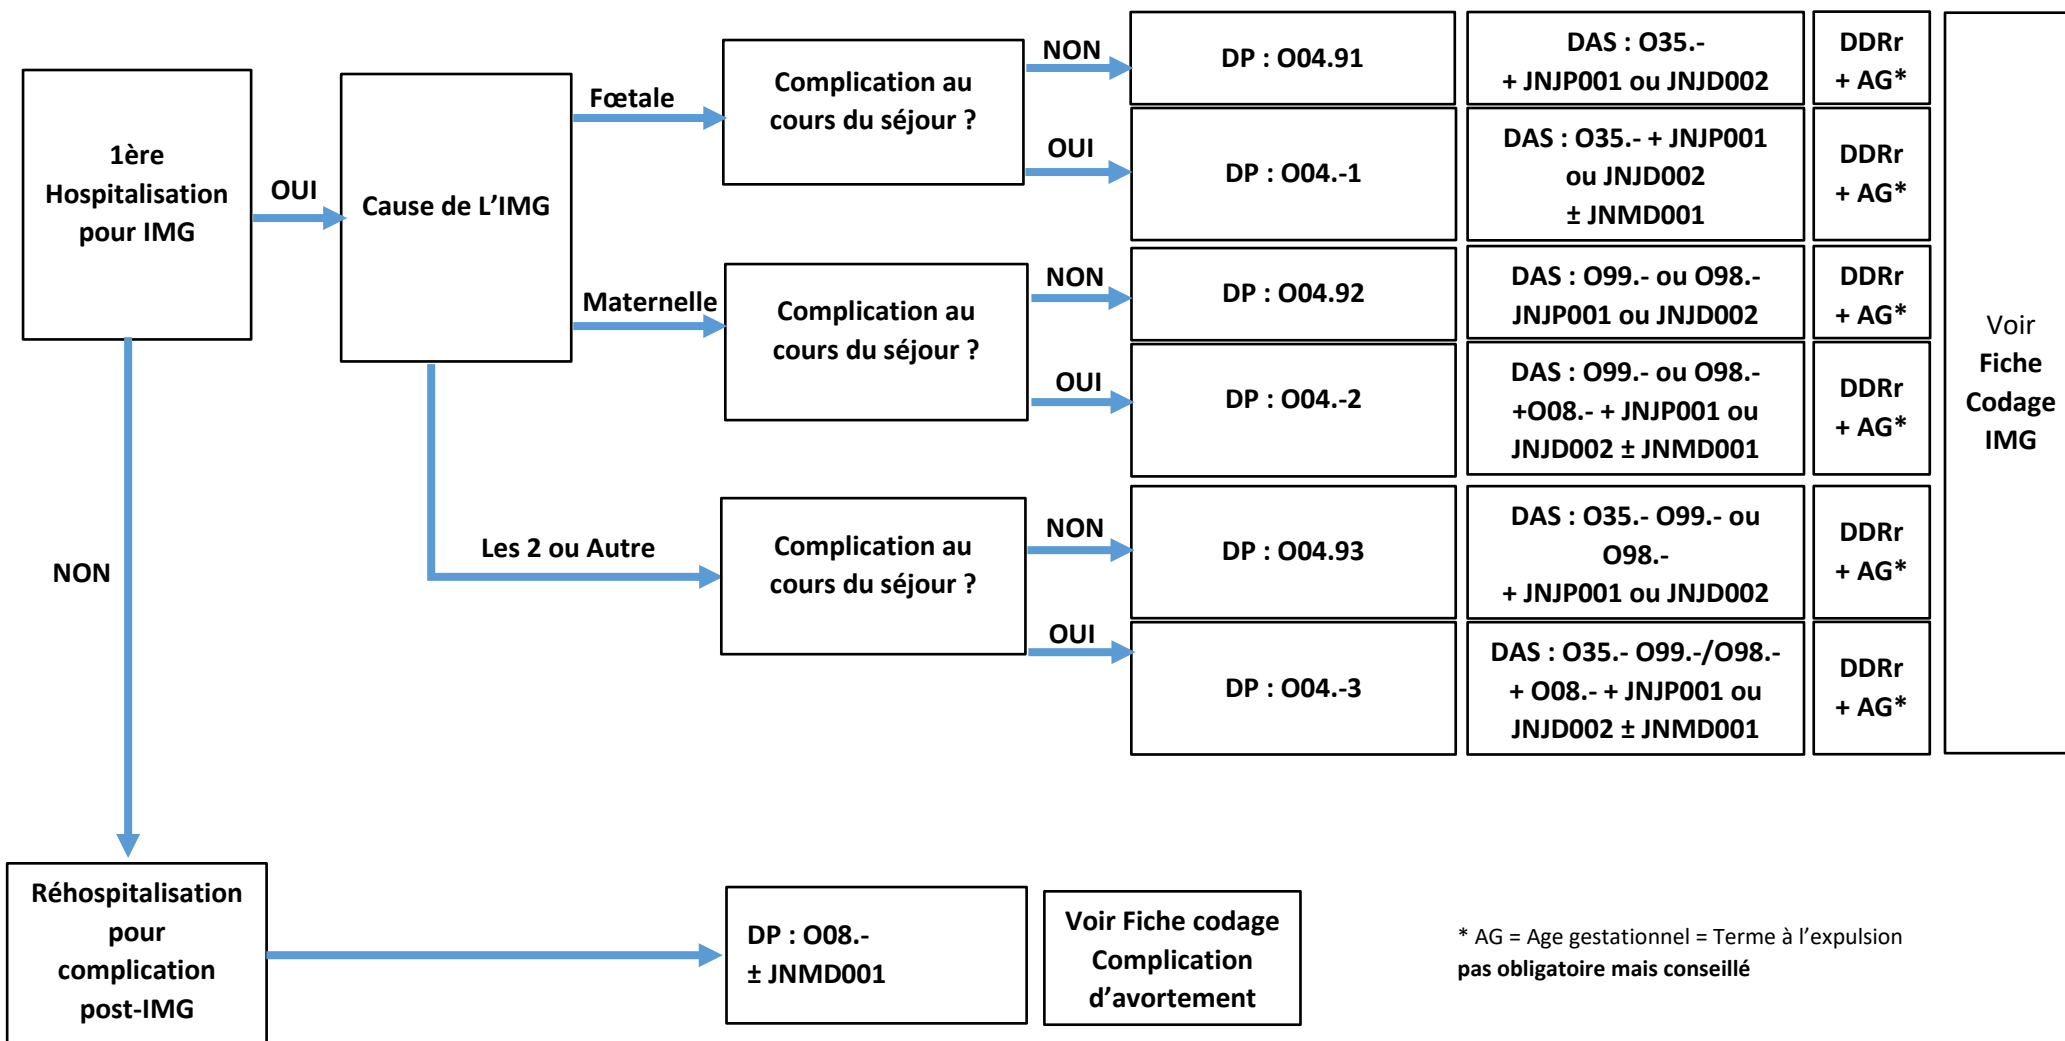 1ère
Hospitalisation
pour IMG
OUI
NON
Cause de L’IMG
Fœtale
Maternelle
Les 2 ou Autre
Complication au
cours du séjour ?
NON
DP : O04.91
DAS : O35.-
+ JNJP001 ou JNJD002
DDRr
+ AG*
OUI
DP : O04.-1
DAS : O35.- + JNJP001
ou JNJD002
± JNMD001
DDRr
+ AG*
Complication au
cours du séjour ?
NON
DP : O04.92
DAS : O99.- ou O98.-
JNJP001 ou JNJD002
DDRr
+ AG*
OUI
DP : O04.-2
DAS : O99.- ou O98.-
+O08.- + JNJP001 ou
JNJD002 ± JNMD001
DDRr
+ AG*
Complication au
cours du séjour ?
NON
DP : O04.93
DAS : O35.- O99.- ou
O98.-
+ JNJP001 ou JNJD002
DDRr
+ AG*
OUI
DP : O04.-3
DAS : O35.- O99.-/O98.-
+ O08.- + JNJP001 ou
JNJD002 ± JNMD001
DDRr
+ AG*
Voir
Fiche
Codage
IMG
Réhospitalisation
pour
complication
post-IMG
DP : O08.-
± JNMD001
Voir Fiche codage
Complication
d’avortement
* AG = Age gestationnel = Terme à l’expulsion
pas obligatoire mais conseillé